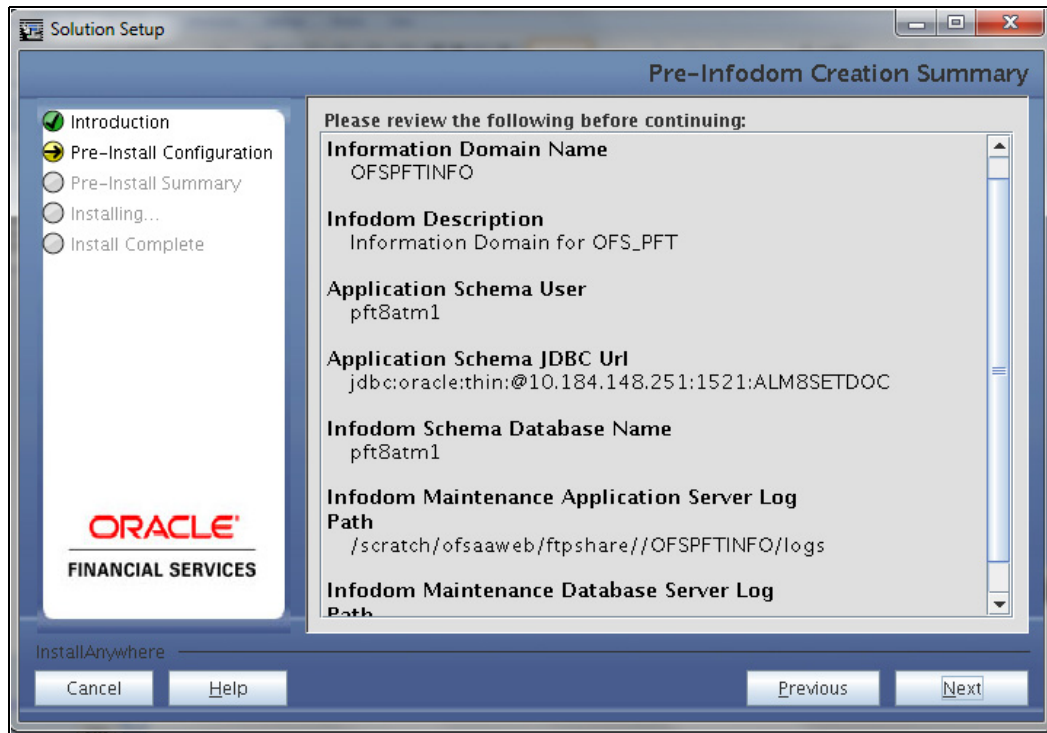 Solution Setup
Pre-Infodom Creation Summary
Introduction
Pre-Install Configuration
Pre-Install Summary
Installing...
Install Complete
ORACLE
FINANCIAL SERVICES
Please review the following before continuing:
Information Domain Name
OFSPFTINFO
Infodom Description
Information Domain for OFS_PFT
Application Schema User
pft8atm1
Application Schema JDBC Url
jdbc:oracle:thin:@10.184.148.251:1521:ALM8SETDOC
Infodom Schema Database Name
pft8atm1
Infodom Maintenance Application Server Log
Path
/scratch/ofsaaweb/ftpshare//OFSPFTINFO/logs
Infodom Maintenance Database Server Log
Path
InstallAnywhere
Cancel
Help
Previous
Next